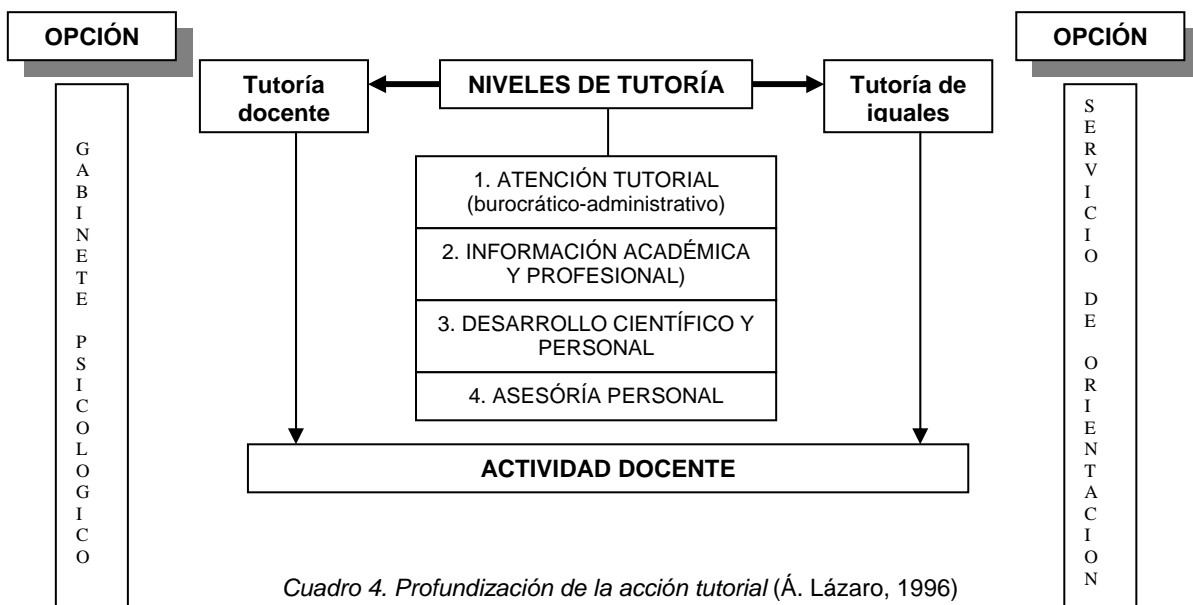 OPCIÓN
OPCIÓN
Tutoría
docente
NIVELES DE TUTORÍA
Tutoría de
iguales
GABINETE PSICOLOGICO
1. ATENCIÓN TUTORIAL
(burocrático-administrativo)
2. INFORMACIÓN ACADÉMICA
Y PROFESIONAL)
3. DESARROLLO CIENTÍFICO Y
PERSONAL
4. ASESÓRÍA PERSONAL
SERVICIO DE ORIENTACION
ACTIVIDAD DOCENTE
Cuadro 4. Profundización de la acción tutorial (Á. Lázaro, 1996)